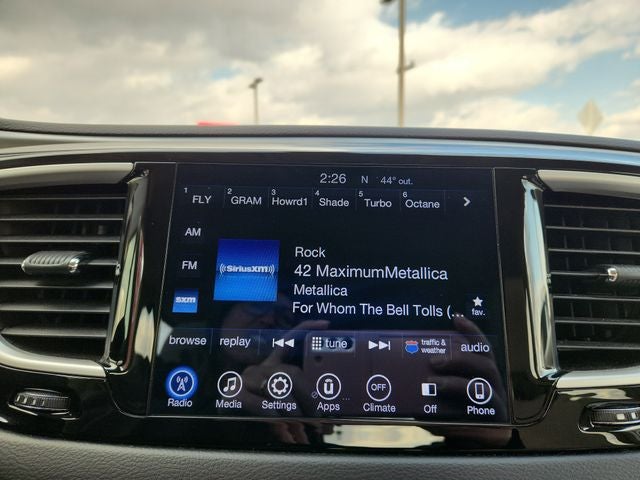 2:26 N 44° out.
1 FLY 2 GRAM 3 Howrd1 4 Shade 5 Turbo 6 Octane
AM
FM
sxm
((SiriusXM))
Rock
42 MaximumMetallica
Metallica
For Whom The Bell Tolls (...
fav.
browse replay tune traffic & weather audio
Radio Media Settings Apps OFF Climate Off Phone